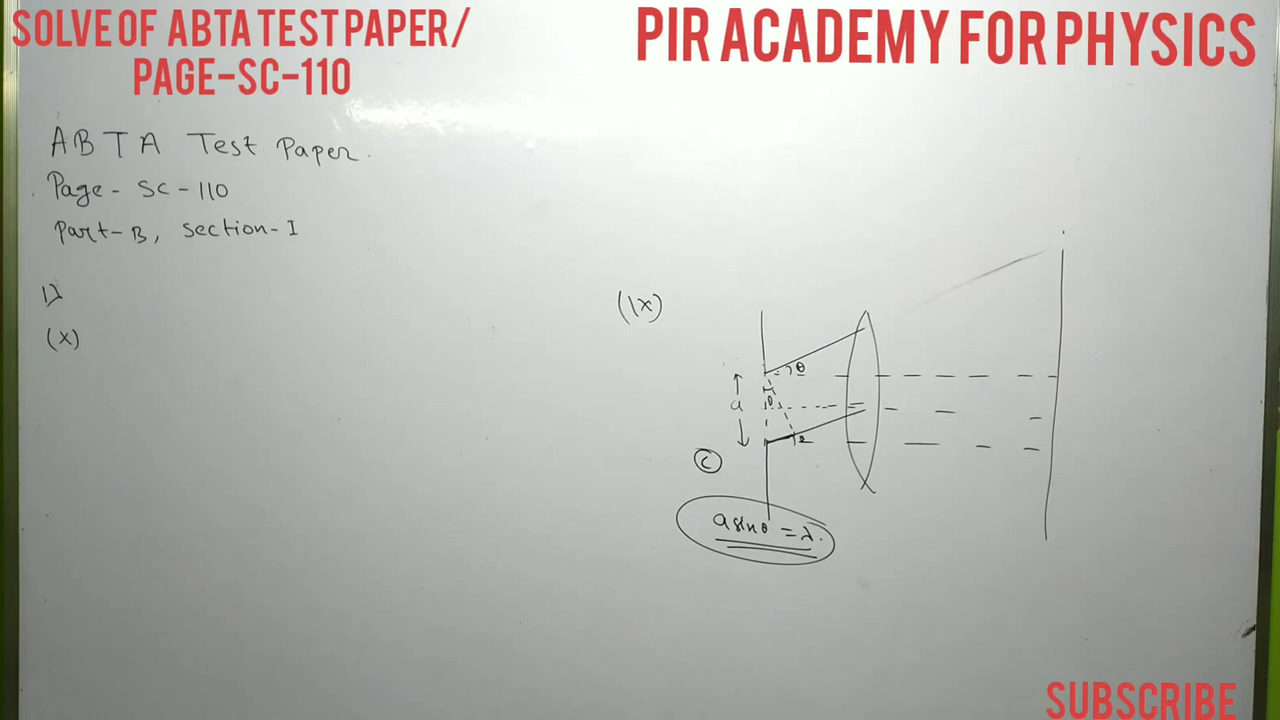 SOLVE OF ABTA TEST PAPER/
PAGE-SC-110
PIR ACADEMY FOR PHYSICS
ABTA Test Paper.
Page - SC - 110
Part-B, Section-I
1>
(x)
(ix)
θ
a
θ
C
a sinθ = λ.
SUBSCRIBE